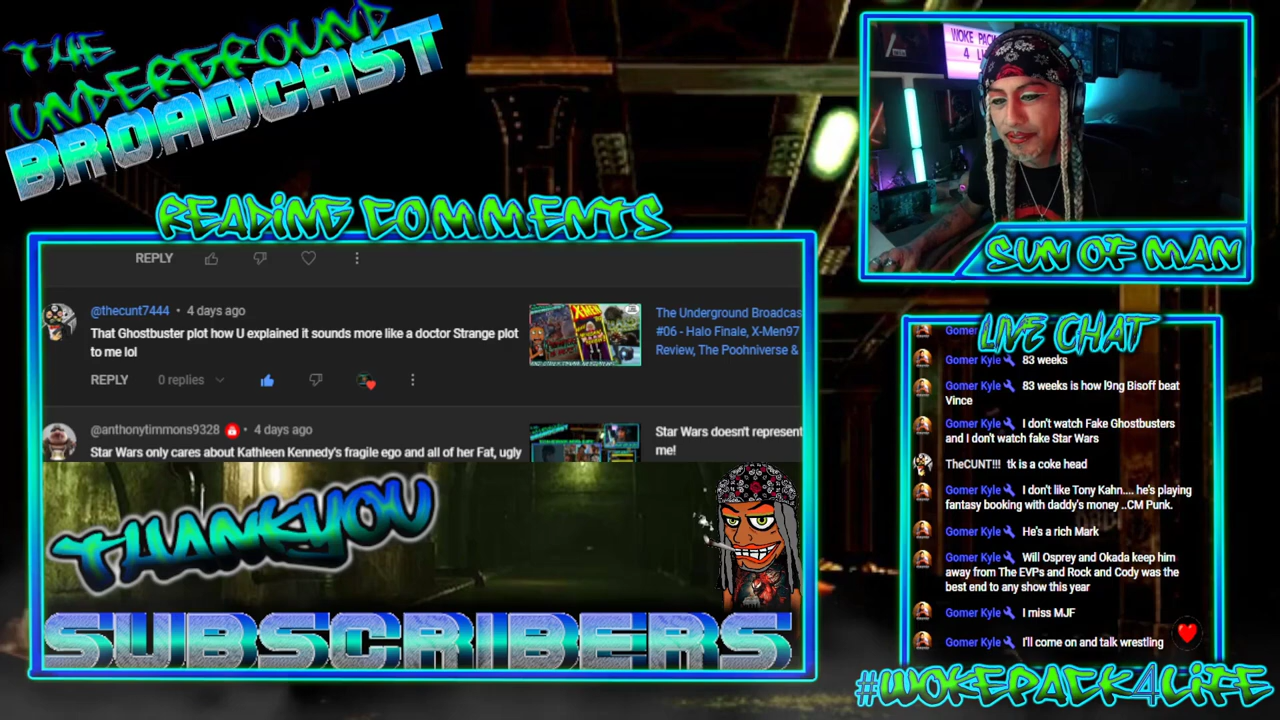 THE
UNDERGROUND
BROADCAST
WOKE PACK
READING COMMENTS
REPLY
@thecunt7444 • 4 days ago
That Ghostbuster plot how U explained it sounds more like a doctor Strange plot
to me lol
REPLY 0 replies
The Underground Broadcas
#06 - Halo Finale, X-Men97
Review, The Poohniverse &
@anthonytimmons9328 • 4 days ago
Star Wars only cares about Kathleen Kennedy's fragile ego and all of her Fat, ugly
Star Wars doesn't represent
me!
THANKYOU
SUBSCRIBERS
SUN OF MAN
LIVE CHAT
Gomer
Gomer Kyle 83 weeks
Gomer Kyle 83 weeks is how l9ng Bisoff beat
Vince
Gomer Kyle I don't watch Fake Ghostbusters
and I don't watch fake Star Wars
TheCUNT!!! tk is a coke head
Gomer Kyle I don't like Tony Kahn.... he's playing
fantasy booking with daddy's money ..CM Punk.
Gomer Kyle He's a rich Mark
Gomer Kyle Will Osprey and Okada keep him
away from The EVPs and Rock and Cody was the
best end to any show this year
Gomer Kyle I miss MJF
Gomer Kyle I'll come on and talk wrestling
#WOKEPACK4LIFE